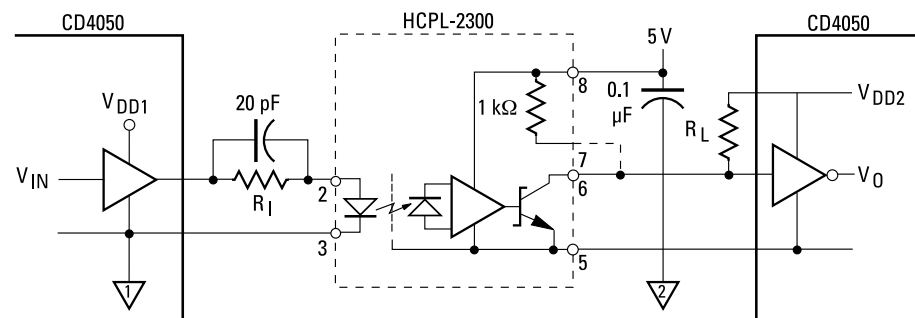 CD4050
HCPL-2300
CD4050
5 V
V_DD1
20 pF
8
0.1
µF
1 kΩ
V_DD2
R_L
V_IN
7
6
V_O
2
R_I
3
5
1
2